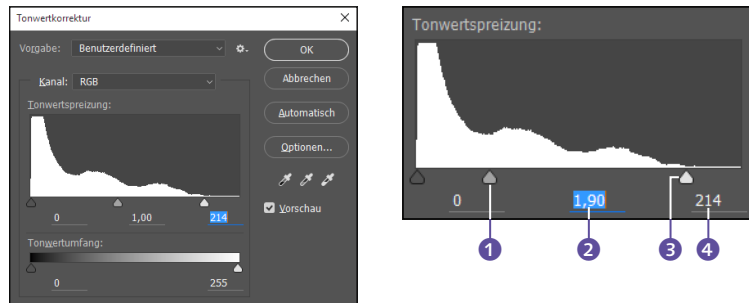 Tonwertkorrektur
Vorgabe: Benutzerdefiniert
OK
Kanal: RGB
Abbrechen
Tonwertspreizung:
Automatisch
Optionen...
0 1,00 214
Vorschau
Tonwertumfang:
0 255
Tonwertspreizung:
0 1,90 214
1 2 3 4